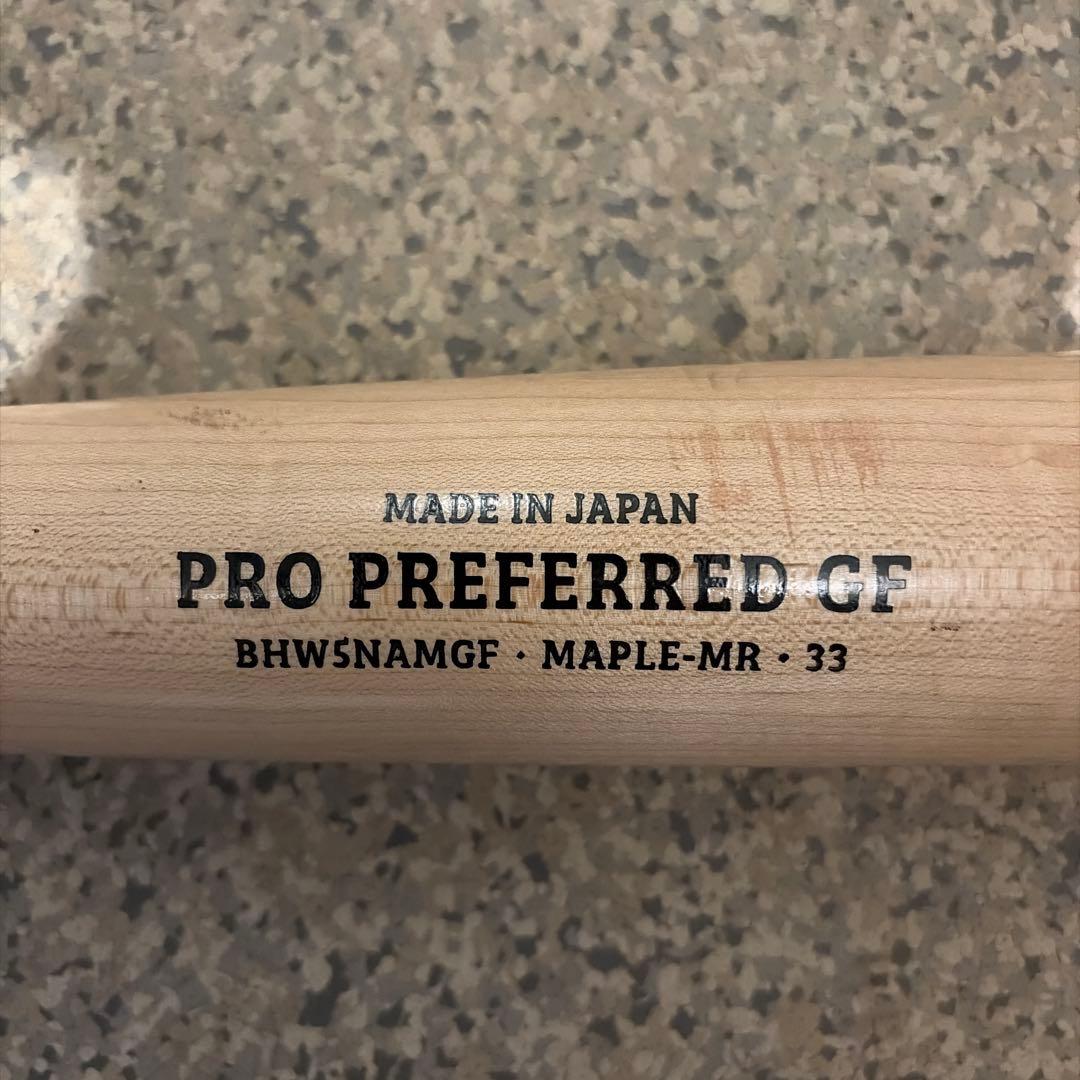 MADE IN JAPAN
PRO PREFERRED GF
BHW5NAMGF · MAPLE-MR · 33